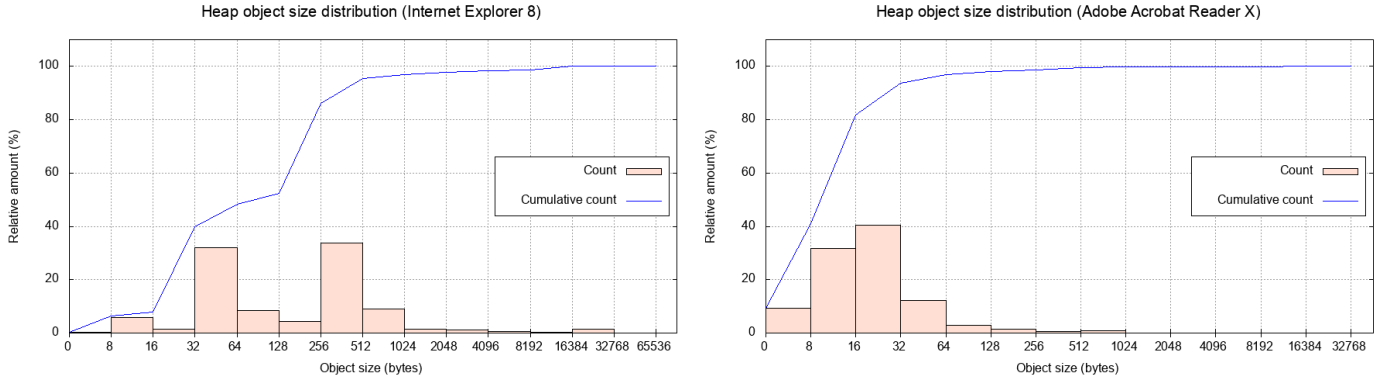 Heap object size distribution (Internet Explorer 8)
Relative amount (%)
100
80
60
40
20
0
Count
Cumulative count
0 8 16 32 64 128 256 512 1024 2048 4096 8192 16384 32768 65536
Object size (bytes)
Heap object size distribution (Adobe Acrobat Reader X)
Relative amount (%)
100
80
60
40
20
0
Count
Cumulative count
0 8 16 32 64 128 256 512 1024 2048 4096 8192 16384 32768
Object size (bytes)